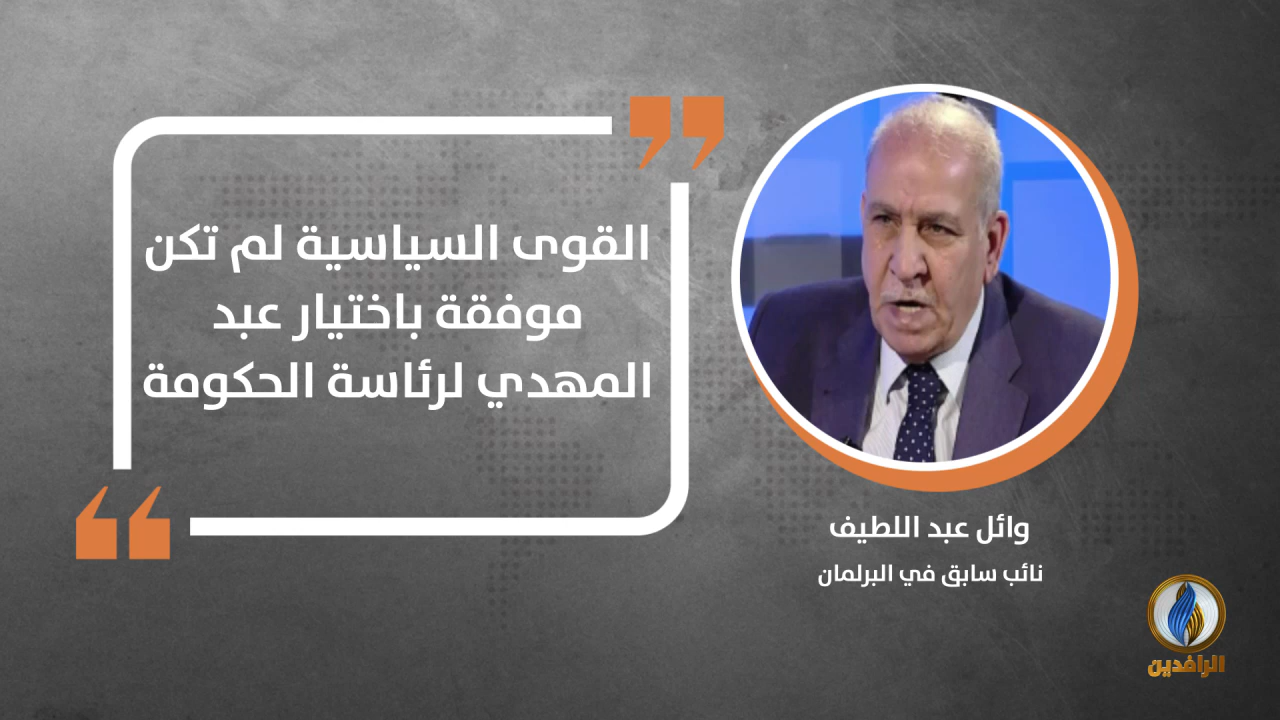 القوى السياسية لم تكن
موفقة باختيار عبد
المهدي لرئاسة الحكومة
وائل عبد اللطيف
نائب سابق في البرلمان
الرافدين